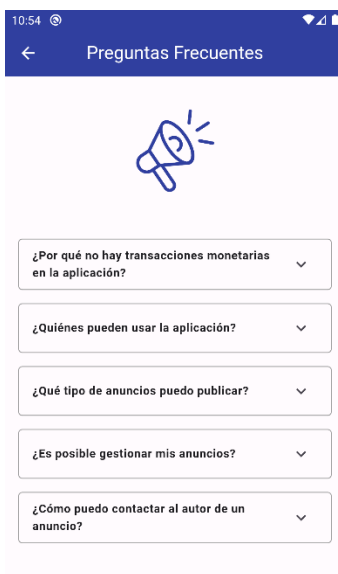 10:54
Preguntas Frecuentes
¿Por qué no hay transacciones monetarias
en la aplicación?
¿Quiénes pueden usar la aplicación?
¿Qué tipo de anuncios puedo publicar?
¿Es posible gestionar mis anuncios?
¿Cómo puedo contactar al autor de un
anuncio?